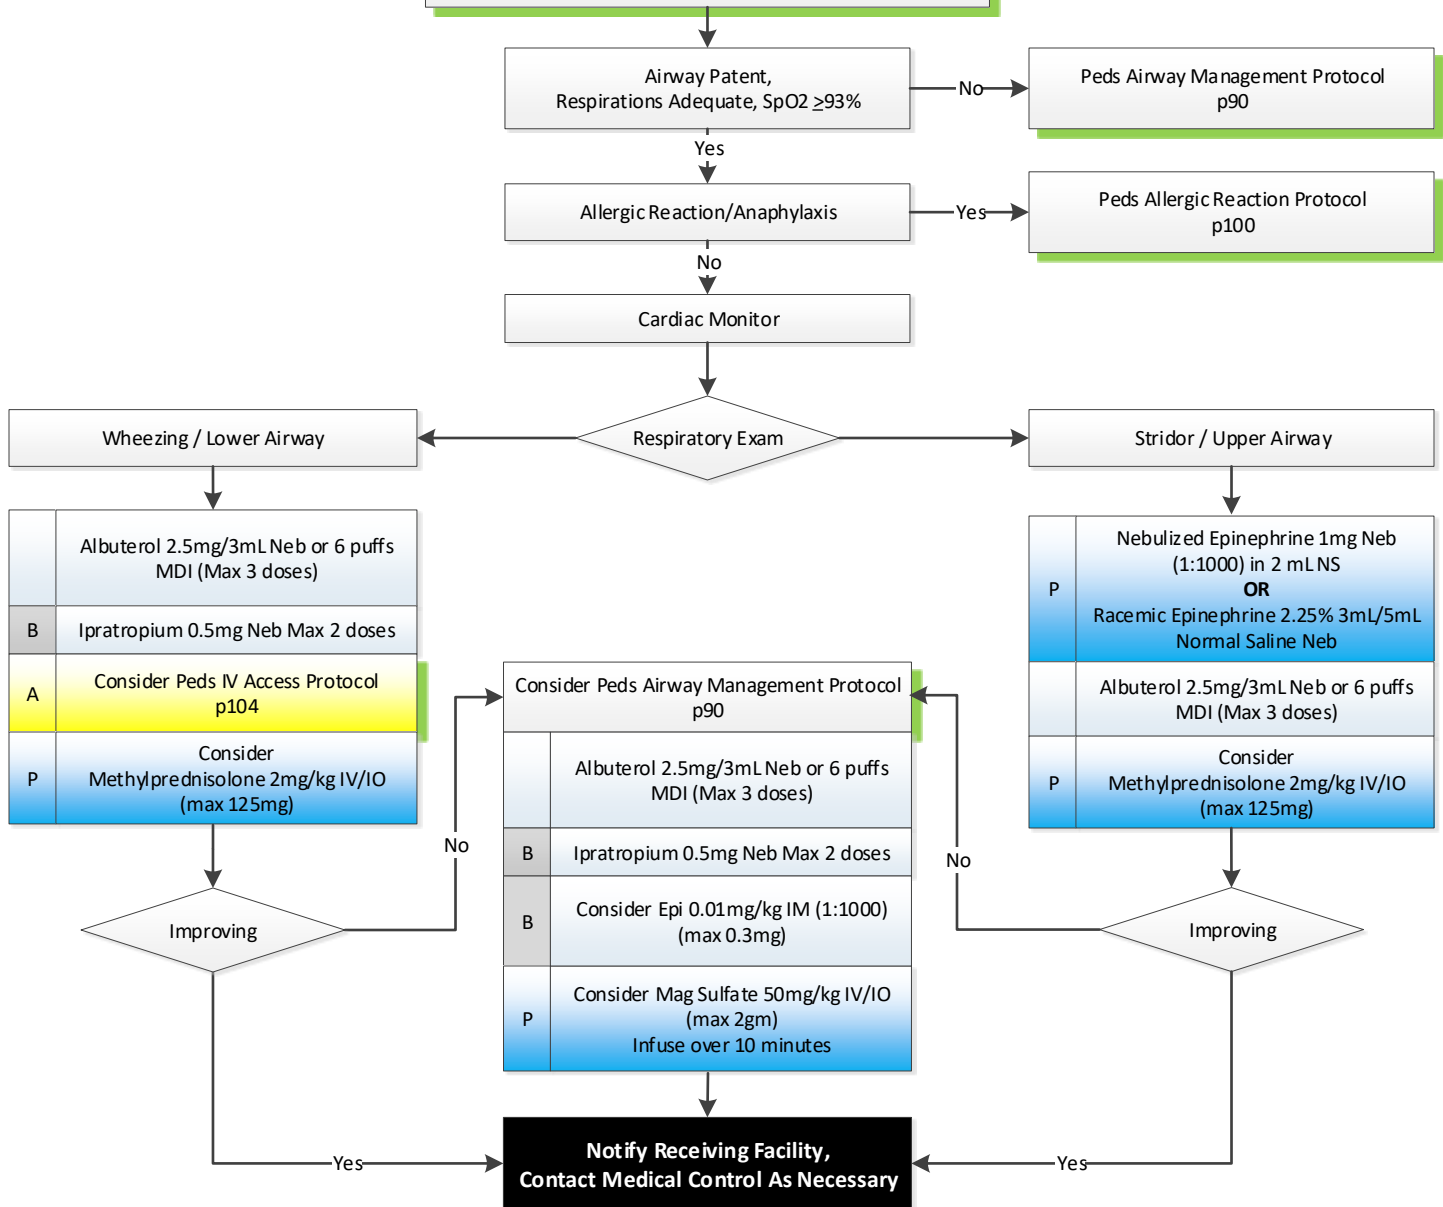 Airway Patent,
Respirations Adequate, SpO2 ≥93%
No
Peds Airway Management Protocol
p90
Yes
Allergic Reaction/Anaphylaxis
Yes
Peds Allergic Reaction Protocol
p100
No
Cardiac Monitor
Wheezing / Lower Airway
Respiratory Exam
Stridor / Upper Airway
Albuterol 2.5mg/3mL Neb or 6 puffs
MDI (Max 3 doses)
B
Ipratropium 0.5mg Neb Max 2 doses
A
Consider Peds IV Access Protocol
p104
P
Consider
Methylprednisolone 2mg/kg IV/IO
(max 125mg)
Improving
No
Yes
Consider Peds Airway Management Protocol
p90
Albuterol 2.5mg/3mL Neb or 6 puffs
MDI (Max 3 doses)
B
Ipratropium 0.5mg Neb Max 2 doses
B
Consider Epi 0.01mg/kg IM (1:1000)
(max 0.3mg)
P
Consider Mag Sulfate 50mg/kg IV/IO
(max 2gm)
Infuse over 10 minutes
P
Nebulized Epinephrine 1mg Neb
(1:1000) in 2 mL NS
OR
Racemic Epinephrine 2.25% 3mL/5mL
Normal Saline Neb
Albuterol 2.5mg/3mL Neb or 6 puffs
MDI (Max 3 doses)
P
Consider
Methylprednisolone 2mg/kg IV/IO
(max 125mg)
No
Improving
Yes
Notify Receiving Facility,
Contact Medical Control As Necessary